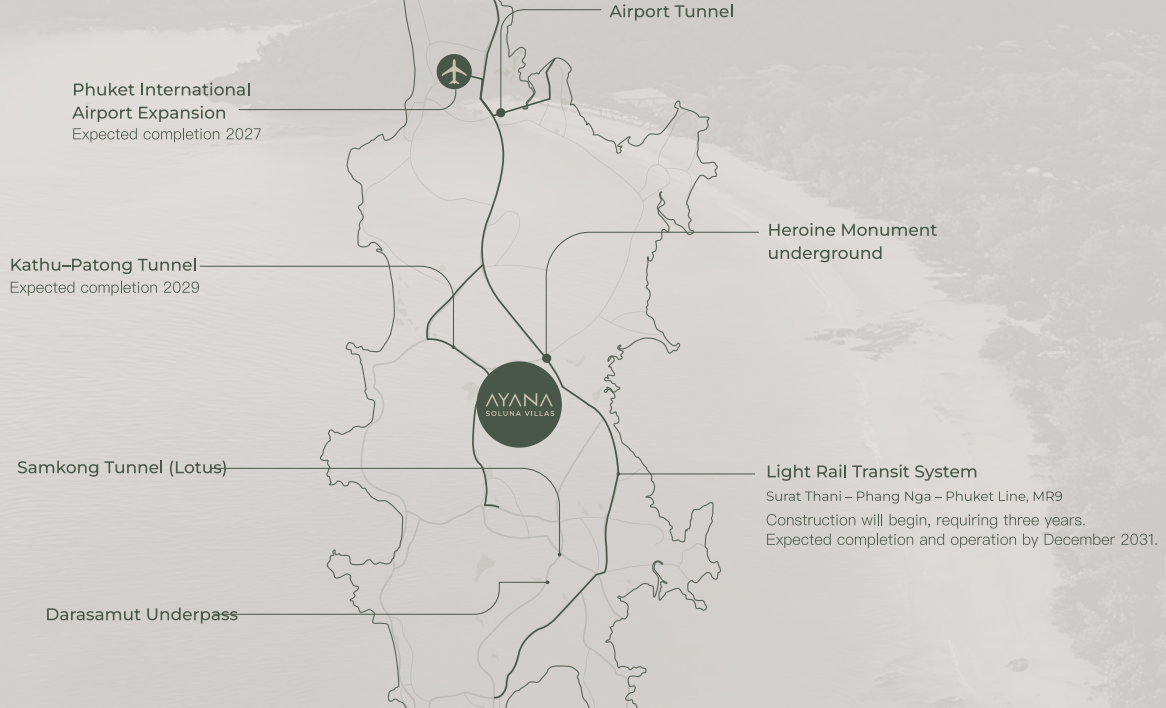 Airport Tunnel
Phuket International
Airport Expansion
Expected completion 2027
Heroine Monument
underground
Kathu–Patong Tunnel
Expected completion 2029
AYANA
SOLUNA VILLAS
Samkong Tunnel (Lotus)
Light Rail Transit System
Surat Thani – Phang Nga – Phuket Line, MR9
Construction will begin, requiring three years.
Expected completion and operation by December 2031.
Darasamut Underpass